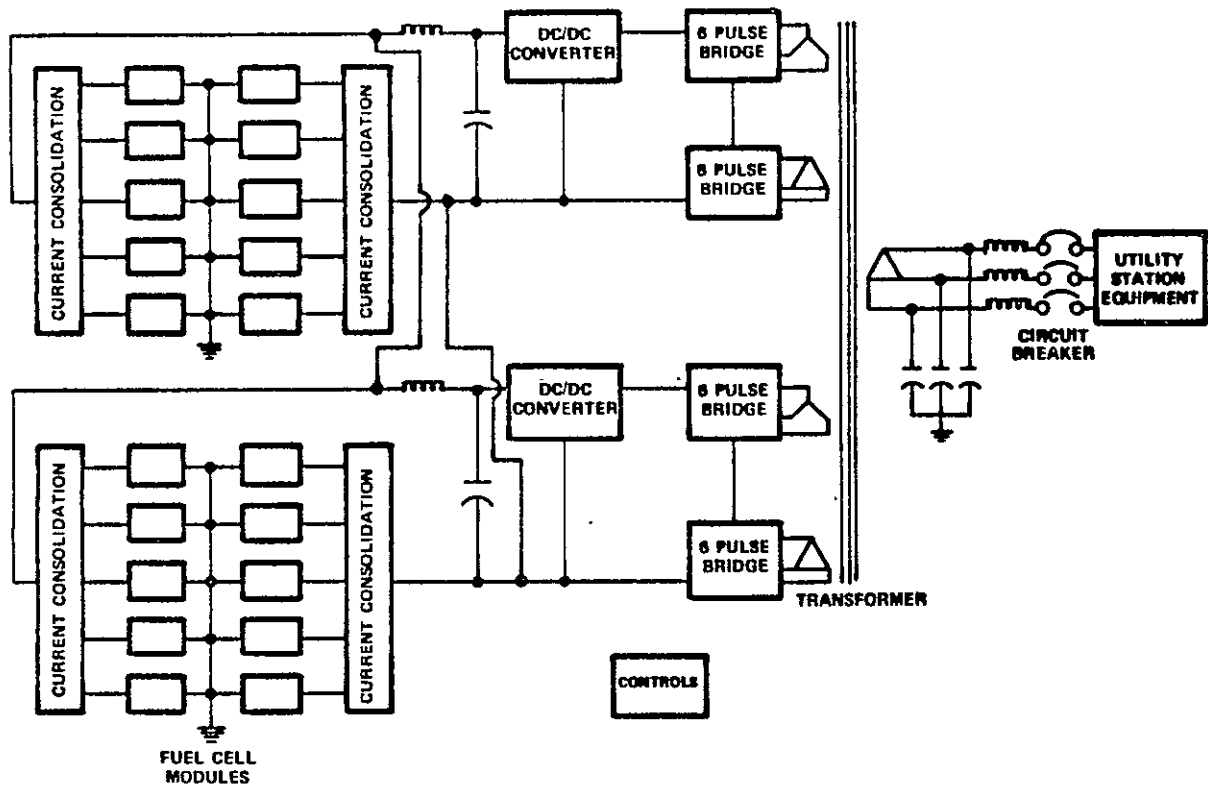 DC/DC
CONVERTER
6 PULSE
BRIDGE
CURRENT CONSOLIDATION
CURRENT CONSOLIDATION
6 PULSE
BRIDGE
UTILITY
STATION
EQUIPMENT
CIRCUIT
BREAKER
DC/DC
CONVERTER
6 PULSE
BRIDGE
CURRENT CONSOLIDATION
CURRENT CONSOLIDATION
6 PULSE
BRIDGE
TRANSFORMER
CONTROLS
FUEL CELL
MODULES